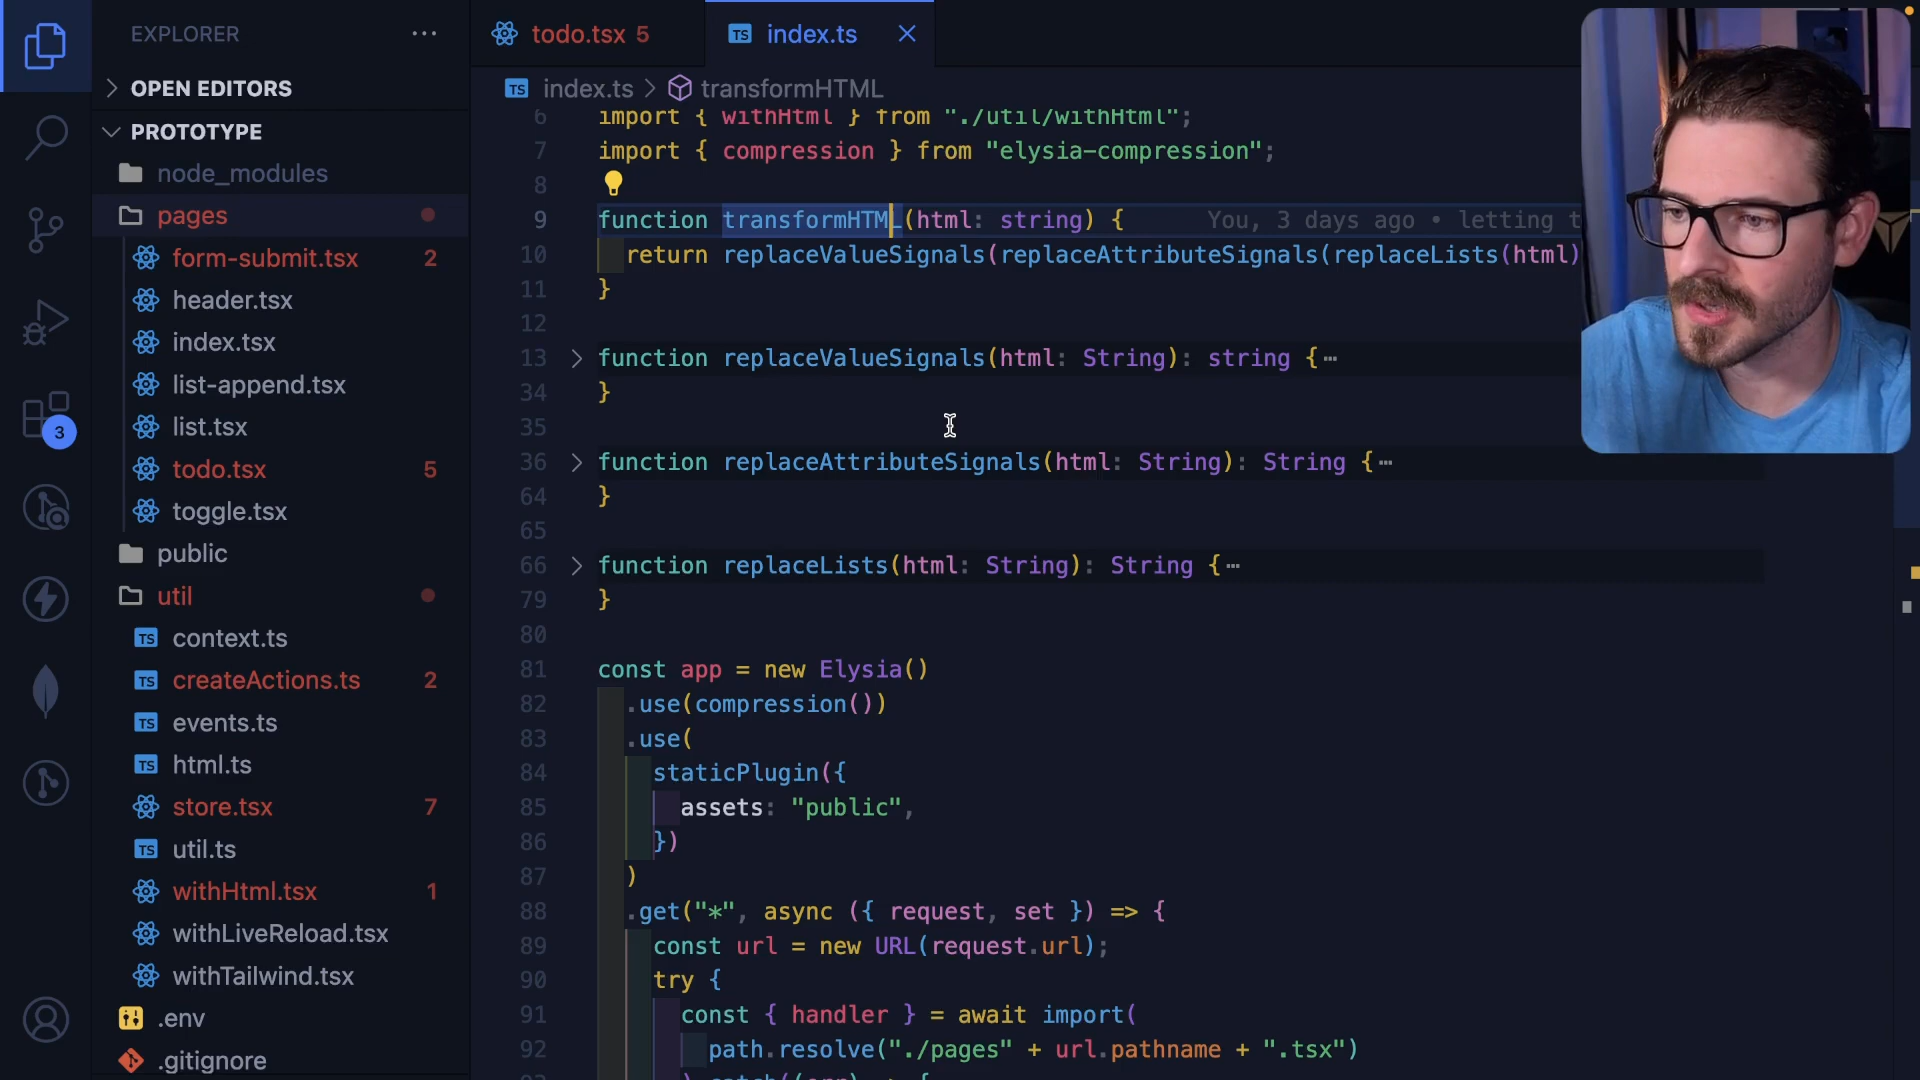 EXPLORER
OPEN EDITORS
PROTOTYPE
node_modules
pages
form-submit.tsx 2
header.tsx
index.tsx
list-append.tsx
list.tsx
todo.tsx 5
toggle.tsx
public
util
context.ts
createActions.ts 2
events.ts
html.ts
store.tsx 7
util.ts
withHtml.tsx 1
withLiveReload.tsx
withTailwind.tsx
.env
.gitignore
3
todo.tsx 5
TS index.ts
TS index.ts > transformHTML
6 import { withHtml } from "./util/withHtml";
7 import { compression } from "elysia-compression";
8
9 function transformHTML(html: string) { You, 3 days ago • letting t
10 return replaceValueSignals(replaceAttributeSignals(replaceLists(html)
11 }
12
13 function replaceValueSignals(html: String): string {⋯
34 }
35
36 function replaceAttributeSignals(html: String): String {⋯
64 }
65
66 function replaceLists(html: String): String {⋯
79 }
80
81 const app = new Elysia()
82 .use(compression())
83 .use(
84 staticPlugin({
85 assets: "public",
86 })
87 )
88 .get("*", async ({ request, set }) => {
89 const url = new URL(request.url);
90 try {
91 const { handler } = await import(
92 path.resolve("./pages" + url.pathname + ".tsx")